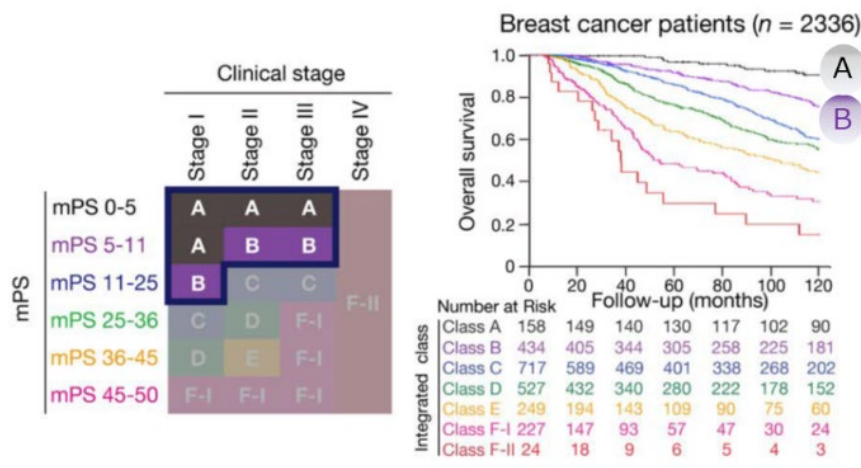 Clinical stage
Stage I
Stage II
Stage III
Stage IV
mPS
mPS 0-5 A A A
mPS 5-11 A B B
mPS 11-25 B C C
F-II
mPS 25-36 C D F-I
mPS 36-45 D E F-I
mPS 45-50 F-I F-I F-I
Breast cancer patients (n = 2336)
Overall survival
1.0
0.8
0.6
0.4
0.2
0
A
B
0 20 40 60 80 100 120
Follow-up (months)
Number at Risk
Integrated class
Class A 158 149 140 130 117 102 90
Class B 434 405 344 305 258 225 181
Class C 717 589 469 401 338 268 202
Class D 527 432 340 280 222 178 152
Class E 249 194 143 109 90 75 60
Class F-I 227 147 93 57 47 30 24
Class F-II 24 18 9 6 5 4 3